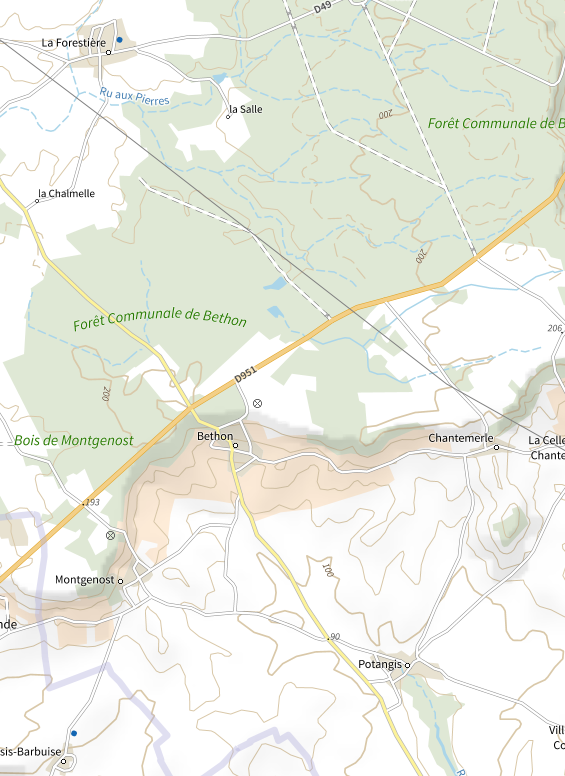 D49
La Forestière
Ru aux Pierres
la Salle
200
Forêt Communale de B
la Chalmelle
200
Forêt Communale de Bethon
206
D951
200
Bethon
Bois de Montgenost
Chantemerle
La Celle
Chante
193
100
Montgenost
nde
90
Potangis
Vill
Co
sis-Barbuise
R